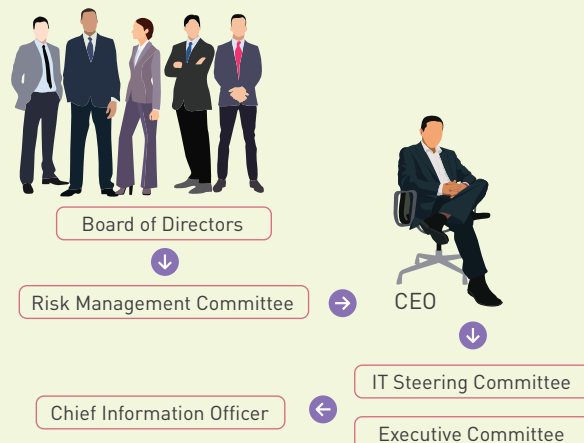 Board of Directors
Risk Management Committee
CEO
IT Steering Committee
Chief Information Officer
Executive Committee